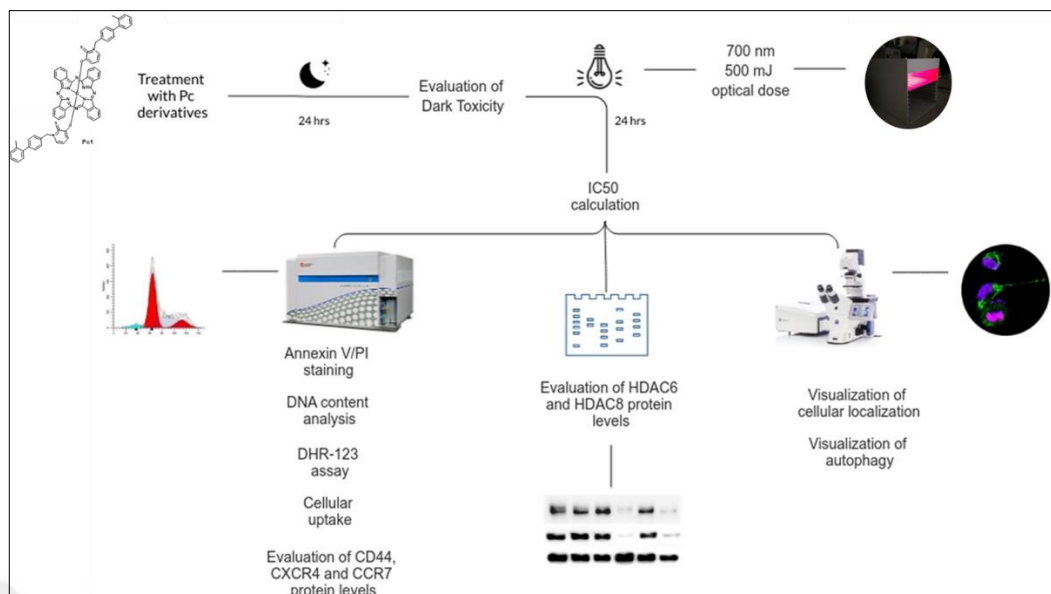 Treatment
with Pc
derivatives
24 hrs
Evaluation of
Dark Toxicity
24 hrs
700 nm
500 mJ
optical dose
Pc1
IC50
calculation
Annexin V/PI
staining
DNA content
analysis
DHR-123
assay
Cellular
uptake
Evaluation of CD44,
CXCR4 and CCR7
protein levels
Evaluation of HDAC6
and HDAC8 protein
levels
Visualization of
cellular localization
Visualization of
autophagy